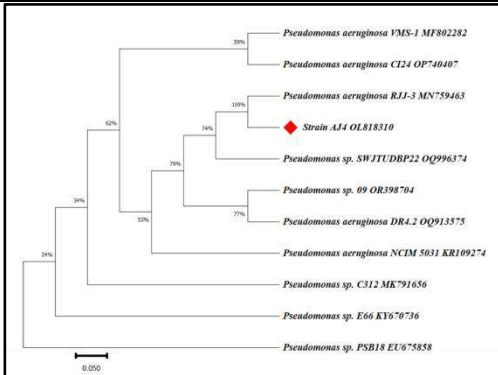 59%
Pseudomonas aeruginosa VMS-1 MF802282
Pseudomonas aeruginosa CI24 OP740407
62%
Pseudomonas aeruginosa RJJ-3 MN759463
Strain AJ4 OL818310
74%
Pseudomonas sp. SWJTUDBP22 OQ996374
79%
Pseudomonas sp. 09 OR398704
77%
Pseudomonas aeruginosa DR4.2 OQ913575
53%
Pseudomonas aeruginosa NCIM 5031 KR109274
34%
Pseudomonas sp. C312 MK791656
24%
Pseudomonas sp. E66 KY670736
Pseudomonas sp. PSB18 EU675858
0.050